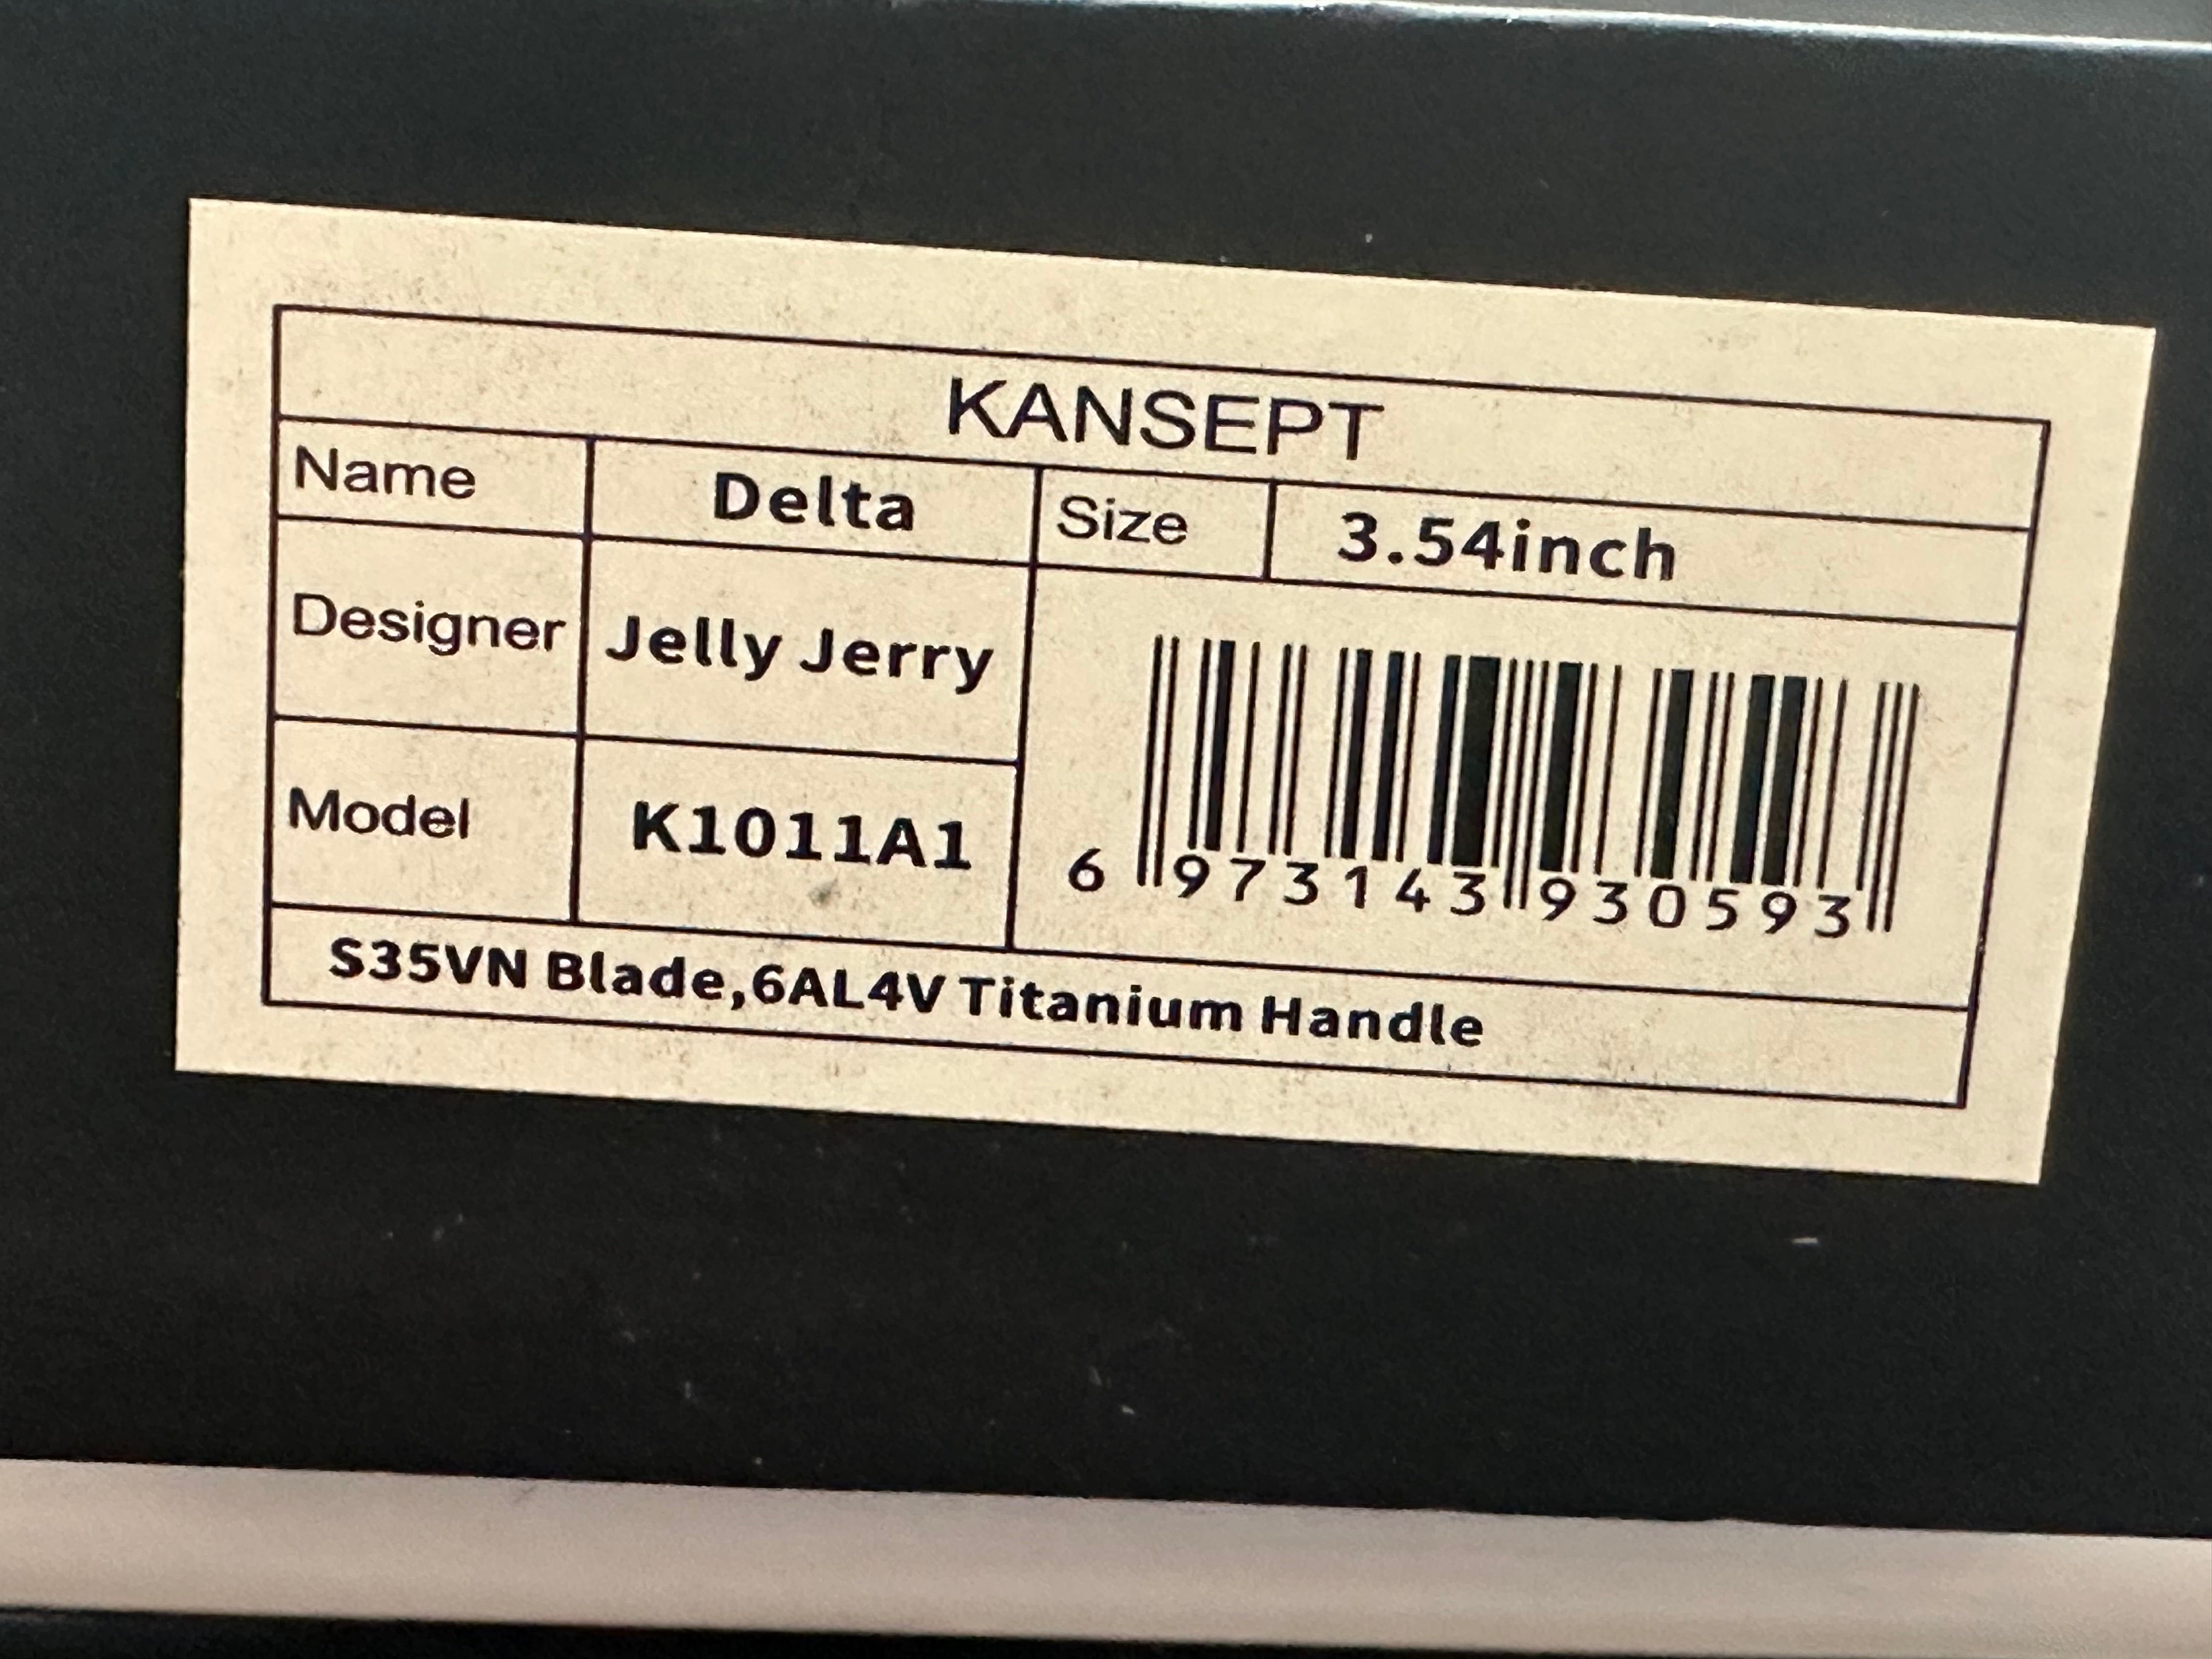 KANSEPT
Name Delta Size 3.54inch
Designer Jelly Jerry
Model K1011A1
6 973143 930593
S35VN Blade,6AL4V Titanium Handle